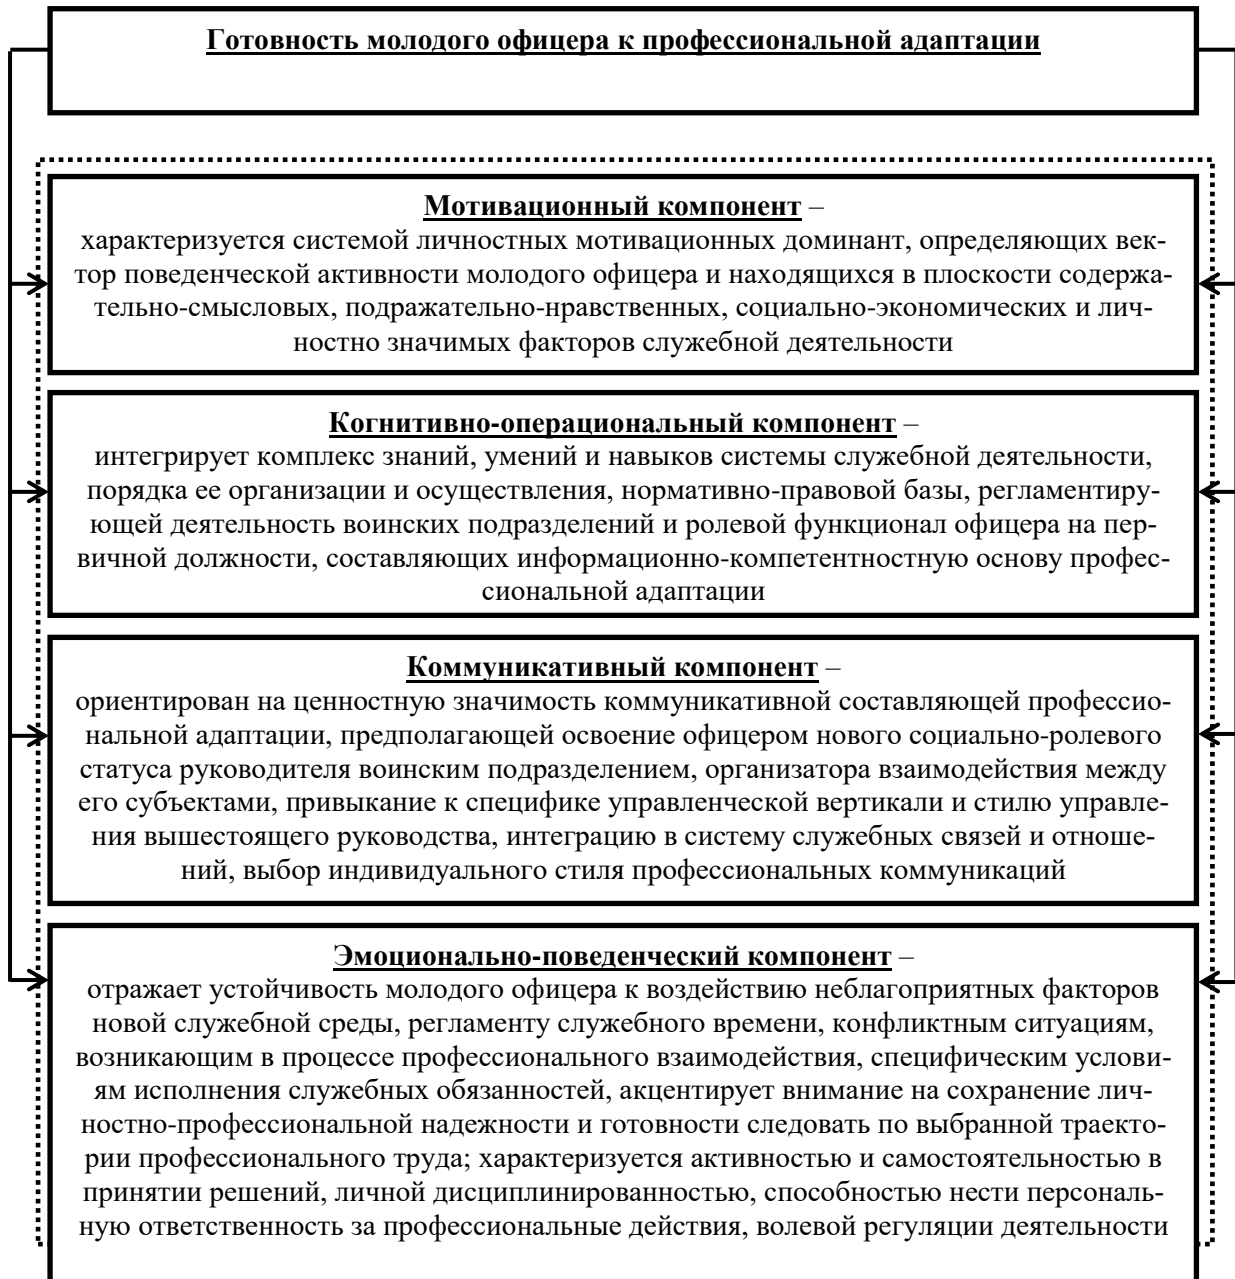 Готовность молодого офицера к профессиональной адаптации
Мотивационный компонент –
характеризуется системой личностных мотивационных доминант, определяющих век-
тор поведенческой активности молодого офицера и находящихся в плоскости содержа-
тельно-смысловых, подражательно-нравственных, социально-экономических и лич-
ностно значимых факторов служебной деятельности
Когнитивно-операциональный компонент –
интегрирует комплекс знаний, умений и навыков системы служебной деятельности,
порядка ее организации и осуществления, нормативно-правовой базы, регламентиру-
ющей деятельность воинских подразделений и ролевой функционал офицера на пер-
вичной должности, составляющих информационно-компетентностную основу профес-
сиональной адаптации
Коммуникативный компонент –
ориентирован на ценностную значимость коммуникативной составляющей професси-
нальной адаптации, предполагающей освоение офицером нового социально-ролевого
статуса руководителя воинским подразделением, организатора взаимодействия между
его субъектами, привыкание к специфике управленческой вертикали и стилю управле-
ния вышестоящего руководства, интеграцию в систему служебных связей и отноше-
ний, выбор индивидуального стиля профессиональных коммуникаций
Эмоционально-поведенческий компонент –
отражает устойчивость молодого офицера к воздействию неблагоприятных факторов
новой служебной среды, регламенту служебного времени, конфликтным ситуациям,
возникающим в процессе профессионального взаимодействия, специфическим услови-
ям исполнения служебных обязанностей, акцентирует внимание на сохранение лич-
ностно-профессиональной надежности и готовности следовать по выбранной траекто-
рии профессионального труда; характеризуется активностью и самостоятельностью в
принятии решений, личной дисциплинированностью, способностью нести персональ-
ную ответственность за профессиональные действия, волевой регуляции деятельности